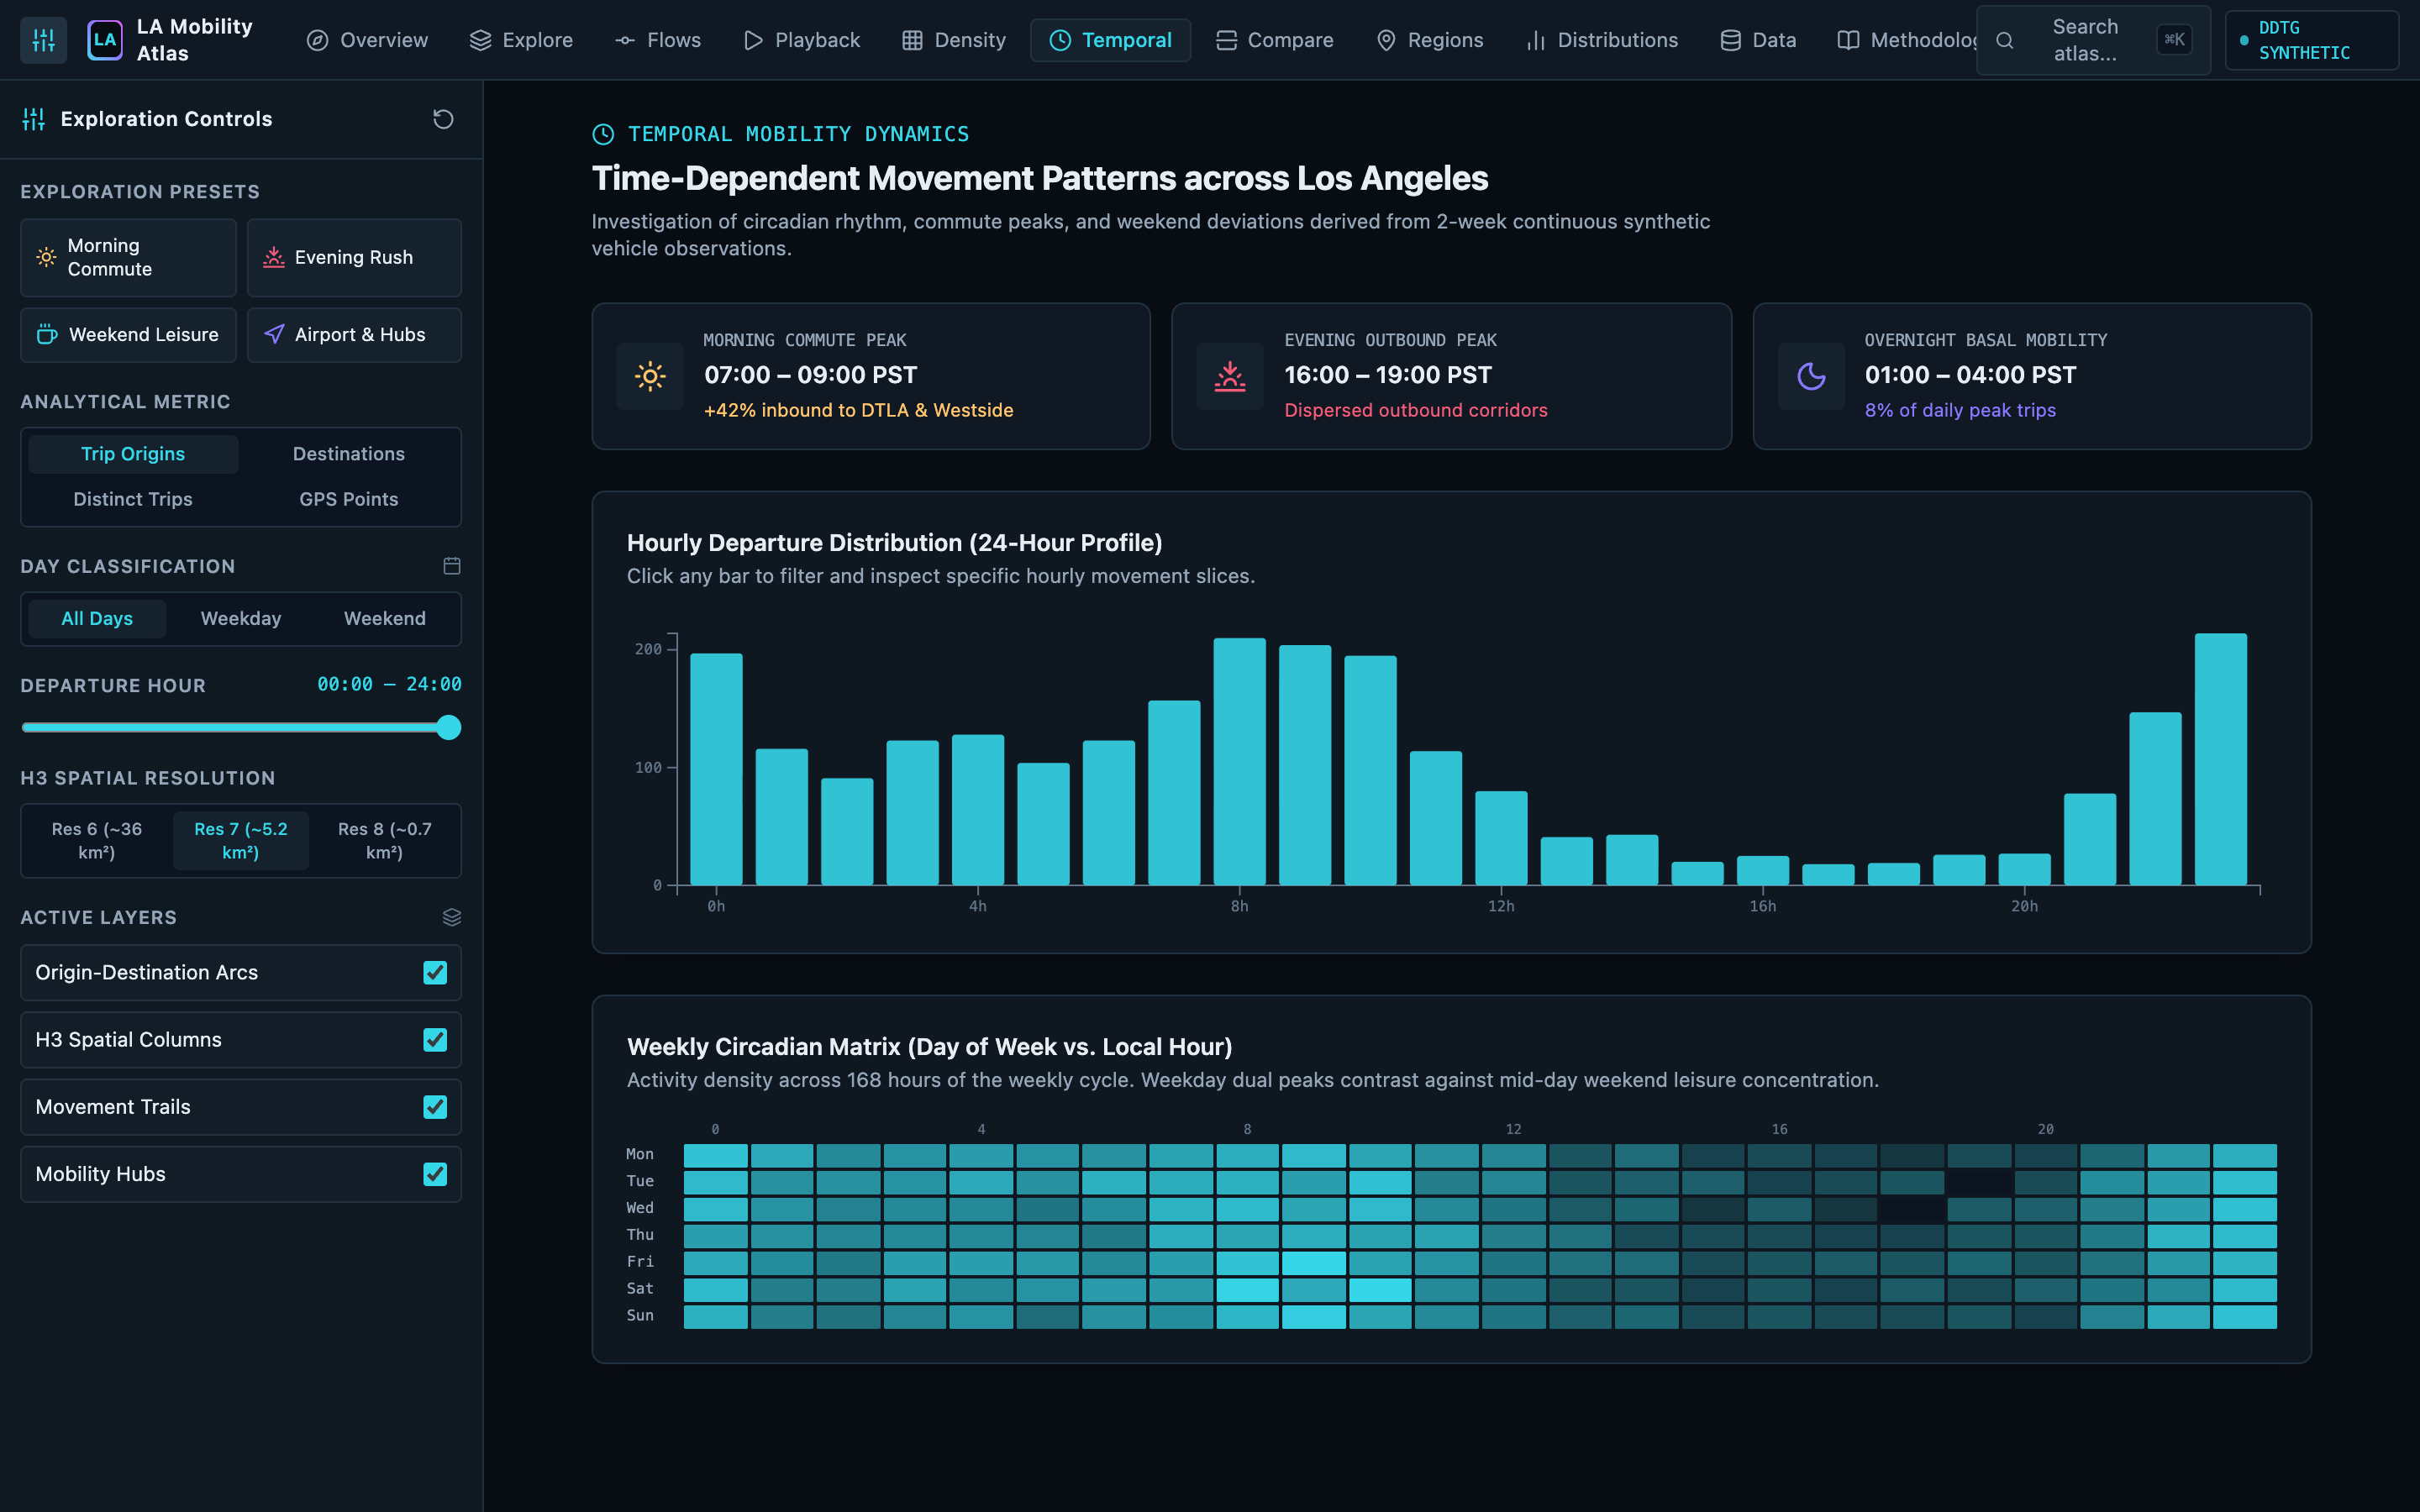 LA
LA Mobility
Atlas
Overview
Explore
Flows
Playback
Density
Temporal
Compare
Regions
Distributions
Data
Methodolog
Search
atlas...
⌘K
DDTG
SYNTHETIC
Exploration Controls
EXPLORATION PRESETS
Morning
Commute
Evening Rush
Weekend Leisure
Airport & Hubs
ANALYTICAL METRIC
Trip Origins
Destinations
Distinct Trips
GPS Points
DAY CLASSIFICATION
All Days
Weekday
Weekend
DEPARTURE HOUR
00:00 – 24:00
H3 SPATIAL RESOLUTION
Res 6 (~36
km²)
Res 7 (~5.2
km²)
Res 8 (~0.7
km²)
ACTIVE LAYERS
Origin-Destination Arcs
H3 Spatial Columns
Movement Trails
Mobility Hubs
TEMPORAL MOBILITY DYNAMICS
Time-Dependent Movement Patterns across Los Angeles
Investigation of circadian rhythm, commute peaks, and weekend deviations derived from 2-week continuous synthetic
vehicle observations.
MORNING COMMUTE PEAK
07:00 – 09:00 PST
+42% inbound to DTLA & Westside
EVENING OUTBOUND PEAK
16:00 – 19:00 PST
Dispersed outbound corridors
OVERNIGHT BASAL MOBILITY
01:00 – 04:00 PST
8% of daily peak trips
Hourly Departure Distribution (24-Hour Profile)
Click any bar to filter and inspect specific hourly movement slices.
200
100
0
0h
4h
8h
12h
16h
20h
Weekly Circadian Matrix (Day of Week vs. Local Hour)
Activity density across 168 hours of the weekly cycle. Weekday dual peaks contrast against mid-day weekend leisure concentration.
0
4
8
12
16
20
Mon
Tue
Wed
Thu
Fri
Sat
Sun